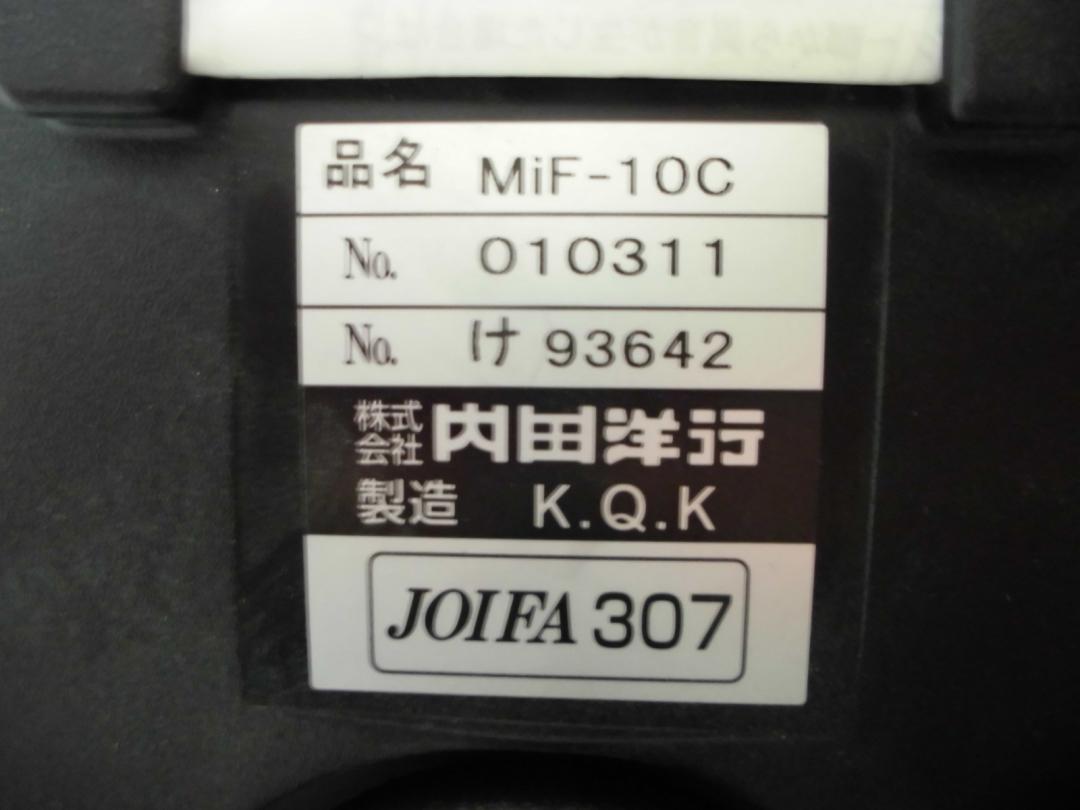 品名 MiF-10C
No. 010311
No. け 93642
株式会社 内田洋行
製造 K.Q.K
JOIFA 307